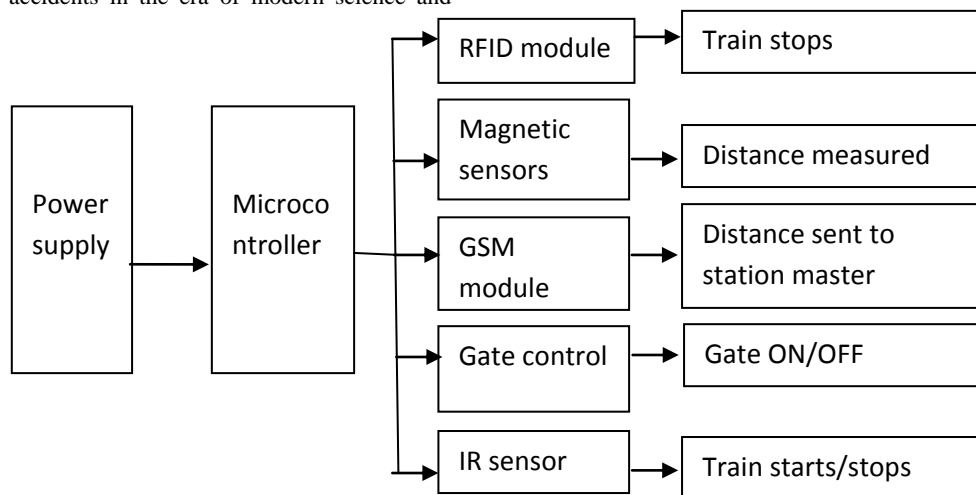 accidents in the era of modern science and
RFID module
Train stops
Magnetic
sensors
Distance measured
Power
supply
Microco
ntroller
GSM
module
Distance sent to
station master
Gate control
Gate ON/OFF
IR sensor
Train starts/stops